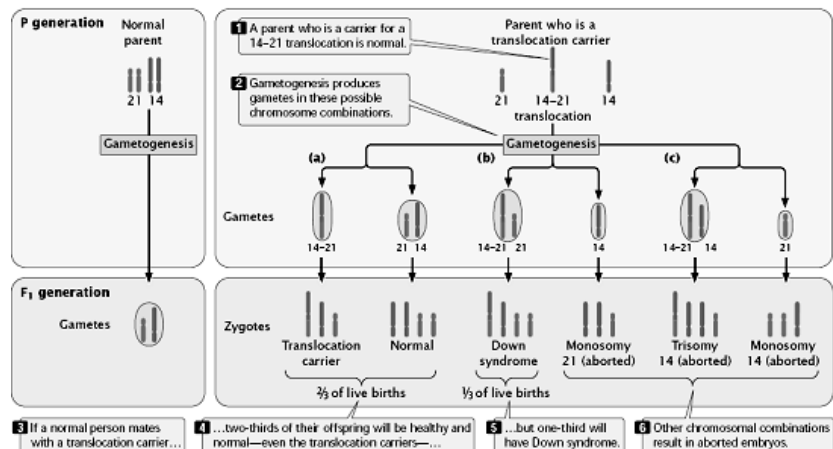 P generation
Normal
parent
21 14
Gametogenesis
1 A parent who is a carrier for a
14–21 translocation is normal.
2 Gametogenesis produces
gametes in these possible
chromosome combinations.
Parent who is a
translocation carrier
21 14–21 14
translocation
Gametogenesis
(a) (b) (c)
Gametes
14–21 21 14 14–21 21 14 14–21 14 21
F1 generation
Gametes
Zygotes
Translocation
carrier
Normal
Down
syndrome
Monosomy
21 (aborted)
Trisomy
14 (aborted)
Monosomy
14 (aborted)
2/3 of live births
1/3 of live births
3 If a normal person mates
with a translocation carrier…
4 …two-thirds of their offspring will be healthy and
normal—even the translocation carriers—…
5 …but one-third will
have Down syndrome.
6 Other chromosomal combinations
result in aborted embryos.